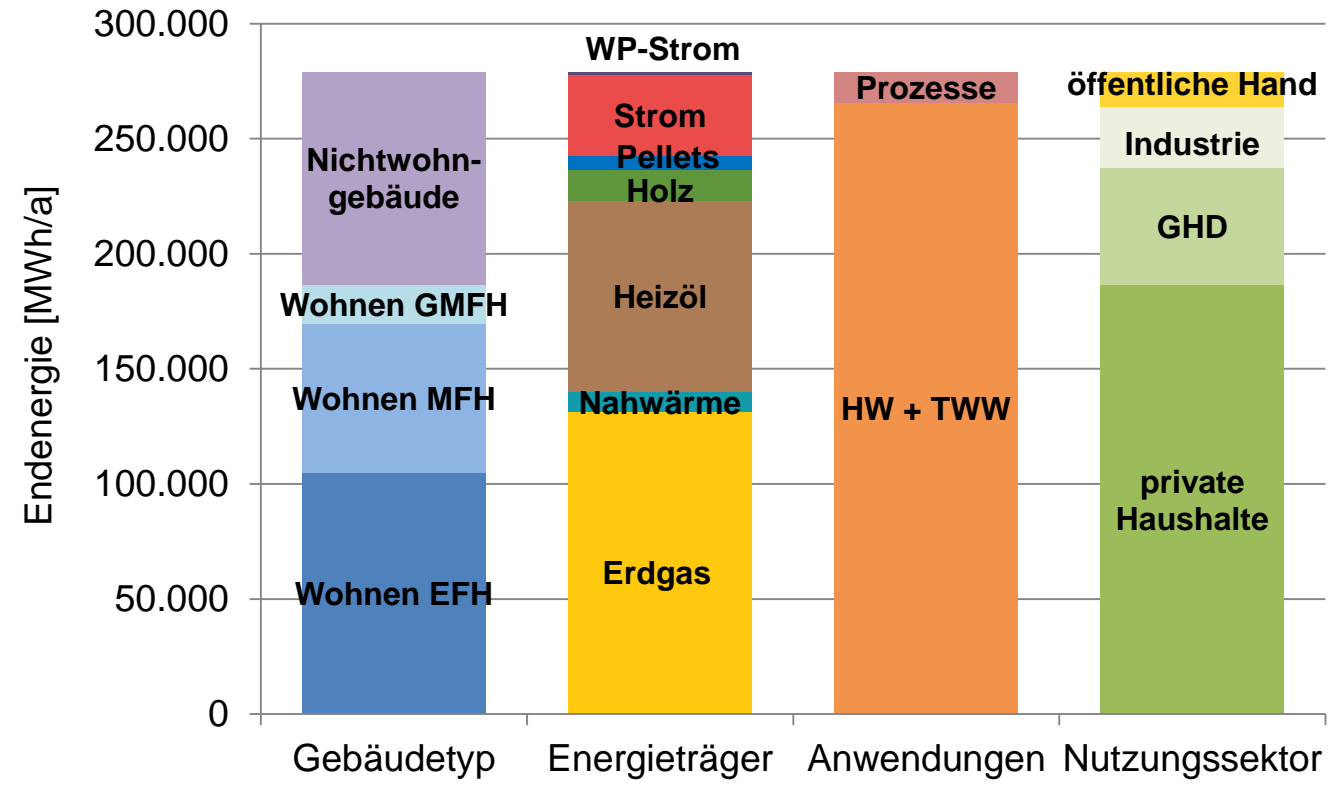 Endenergie [MWh/a]
300.000
250.000
200.000
150.000
100.000
50.000
0
Nichtwohn-
gebäude
Wohnen GMFH
Wohnen MFH
Wohnen EFH
WP-Strom
Strom
Pellets
Holz
Heizöl
Nahwärme
Erdgas
Prozesse
HW + TWW
öffentliche Hand
Industrie
GHD
private
Haushalte
Gebäudetyp
Energieträger
Anwendungen
Nutzungssektor